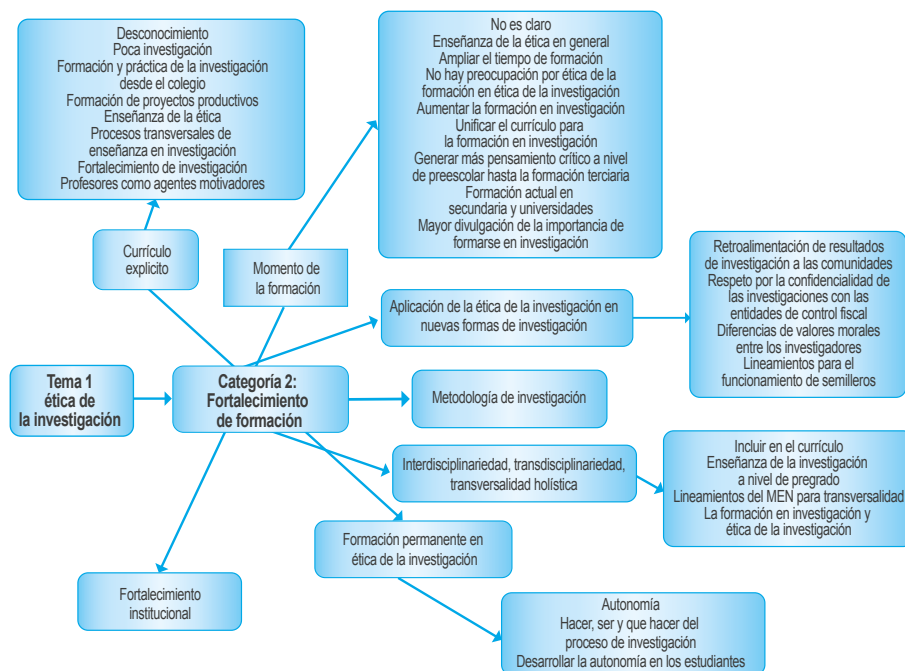 Desconocimiento
Poca investigación
Formación y práctica de la investigación
desde el colegio
Formación de proyectos productivos
Enseñanza de la ética
Procesos transversales de
enseñanza en investigación
Fortalecimiento de investigación
Profesores como agentes motivadores
No es claro
Enseñanza de la ética en general
Ampliar el tiempo de formación
No hay preocupación por ética de la
formación en ética de la investigación
Aumentar la formación en investigación
Unificar el currículo para
la formación en investigación
Generar más pensamiento crítico a nivel
de preescolar hasta la formación terciaria
Formación actual en
secundaria y universidades
Mayor divulgación de la importancia de
formarse en investigación
Currículo
explicito
Momento de
la formación
Retroalimentación de resultados
de investigación a las comunidades
Respeto por la confidencialidad de
las investigaciones con las
entidades de control fiscal
Diferencias de valores morales
entre los investigadores
Lineamientos para el
funcionamiento de semilleros
Aplicación de la ética de la investigación en
nuevas formas de investigación
Tema 1
ética de
la investigación
Categoría 2:
Fortalecimiento
de formación
Metodología de investigación
Interdisciplinariedad, transdisciplinariedad,
transversalidad holística
Incluir en el currículo
Enseñanza de la investigación
a nivel de pregrado
Lineamientos del MEN para transversalidad
La formación en investigación y
ética de la investigación
Formación permanente en
ética de la investigación
Fortalecimiento
institucional
Autonomía
Hacer, ser y que hacer del
proceso de investigación
Desarrollar la autonomía en los estudiantes